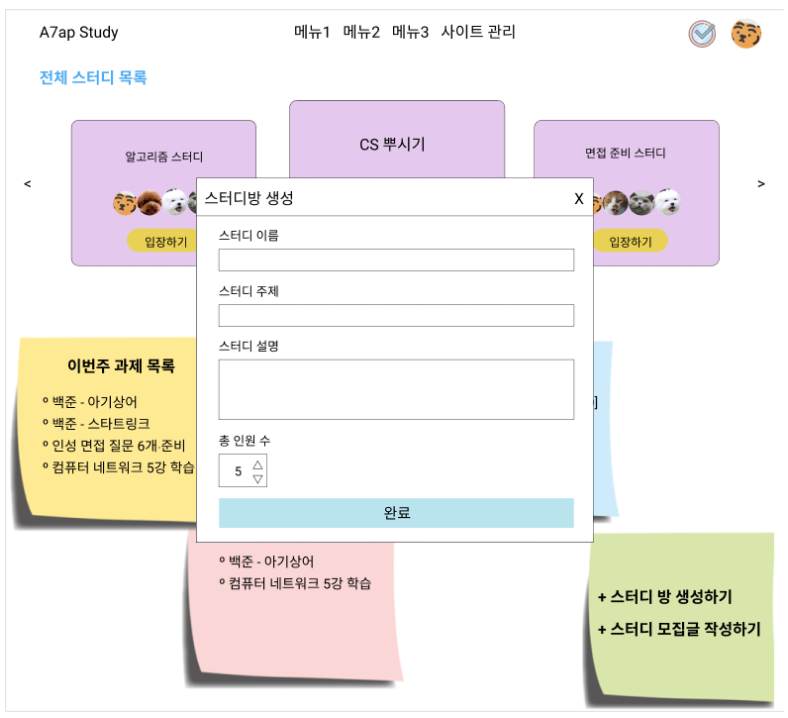 A7ap Study
메뉴1 메뉴2 메뉴3 사이트 관리
전체 스터디 목록
<
알고리즘 스터디
입장하기
CS 뿌시기
면접 준비 스터디
입장하기
>
스터디방 생성
X
스터디 이름
스터디 주제
스터디 설명
총 인원 수
5
완료
이번주 과제 목록
백준 - 아기상어
백준 - 스타트링크
인성 면접 질문 6개 준비
컴퓨터 네트워크 5강 학습
백준 - 아기상어
컴퓨터 네트워크 5강 학습
+ 스터디 방 생성하기
+ 스터디 모집글 작성하기